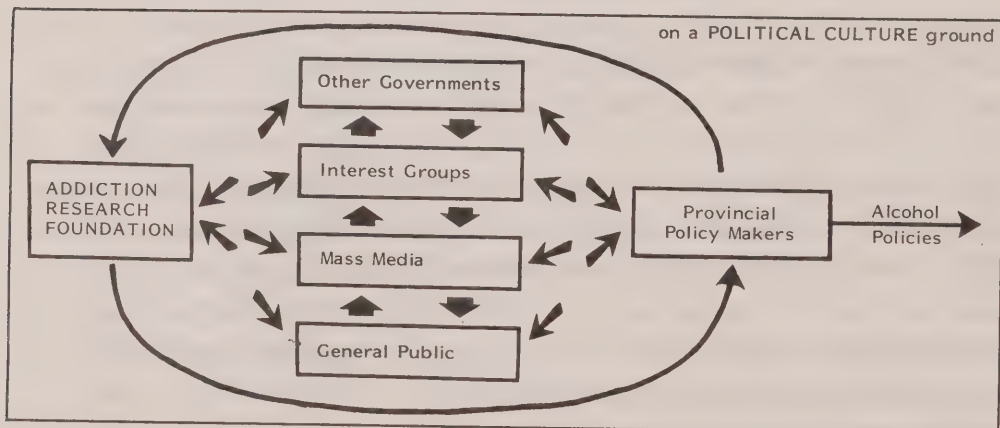 on a POLITICAL CULTURE ground
Other Governments
Interest Groups
ADDICTION
RESEARCH
FOUNDATION
Mass Media
General Public
Provincial
Policy Makers
Alcohol
Policies